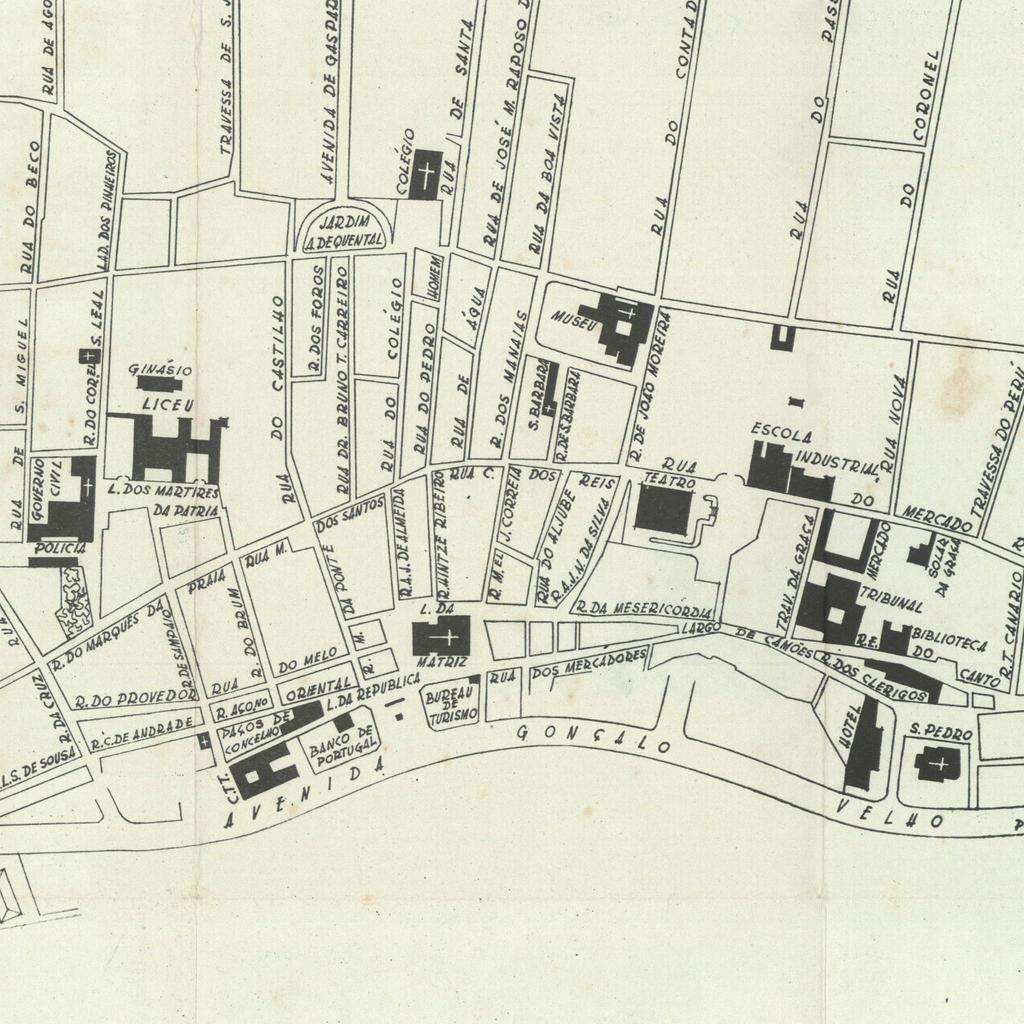 RUA DE AGO
TRAVESSA DE S. J
AVENIDA DE GASPAR
RUA DE SANTA
RUA DE JOSÉ M. RAPOSO D
RUA DA BOA VISTA
RUA DO CONTA D
RUA DO PASS
RUA DO CORONEL
RUA DO BECO
LAD. DOS PINHEIROS
COLÉGIO
JARDIM
A. DE QUENTAL
RUA DE S. MIGUEL
R. DO COREL S. LEAL
GINÁSIO
LICEU
RUA DO CASTILHO
R. DOS FOROS
RUA DR. BRUNO T. CARREIRO
RUA DO COLÉGIO
RUA DO PEDRO
HOMEM
RUA DE ÁGUA
R. DOS MANAIAS
MUSEU
S. BARBARA
R. DE S. BARBARA
R. DE JOÃO MOREIRA
ESCOLA
INDUSTRIAL
RUA NOVA
TRAVESSA DO PERÚ
GOVERNO
CIVIL
L. DOS MARTIRES
DA PATRIA
POLICIA
RUA M.
DOS SANTOS
RUA C. DOS REIS
R. A. J. DE ALMEIDA
R. AINTZE RIBEIRO
R. M. EL J. CORREIA
RUA DO ALJUBE
R. A. J. N. DA SILVA
TEATRO
RUA DO MERCADO
TRAV. DA GRAÇA
MERCADO
SOLAR
DA GRAÇA
TRIBUNAL
BIBLIOTECA
R. E. DO CANTO
R. T. CANARIO
RUA
R. DA CRUZ
R. DO MARQUES DA PRAIA
R. DE SAMPAIO
R. DO BRUM
R. M. DA PONTE
L. DA
MATRIZ
R. DA MESERICORDIA
LARGO DE CAMÕES
R. DOS CLERIGOS
RUA DOS MERCADORES
R. DO PROVEDOR
RUA DO MELO
R. AÇO. NO ORIENTAL
L. DA REPUBLICA
R. C. DE ANDRADE
L. S. DE SOUSA
PAÇOS DE
CONCELHO
BANCO DE
PORTUGAL
BUREAU
DE
TURISMO
C. T. T.
HOTEL
S. PEDRO
AVENIDA GONÇALO VELHO